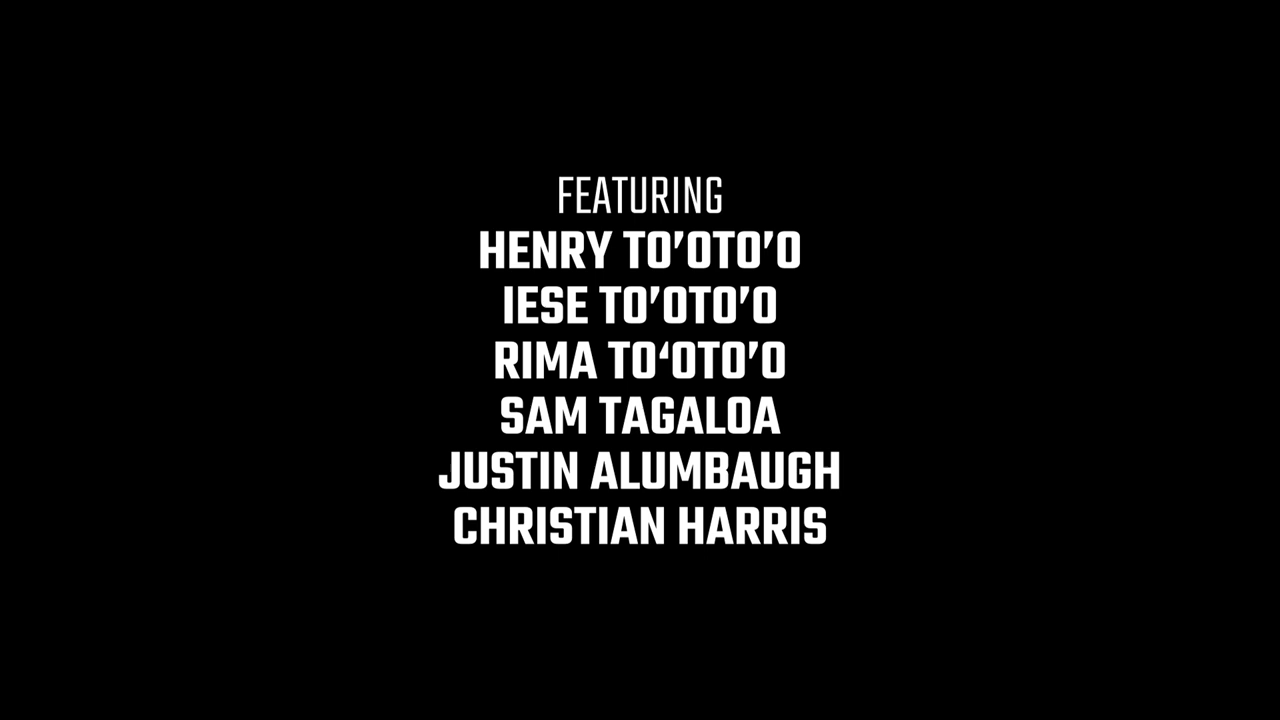 FEATURING
HENRY TO’OTO’O
IESE TO’OTO’O
RIMA TO‘OTO’O
SAM TAGALOA
JUSTIN ALUMBAUGH
CHRISTIAN HARRIS